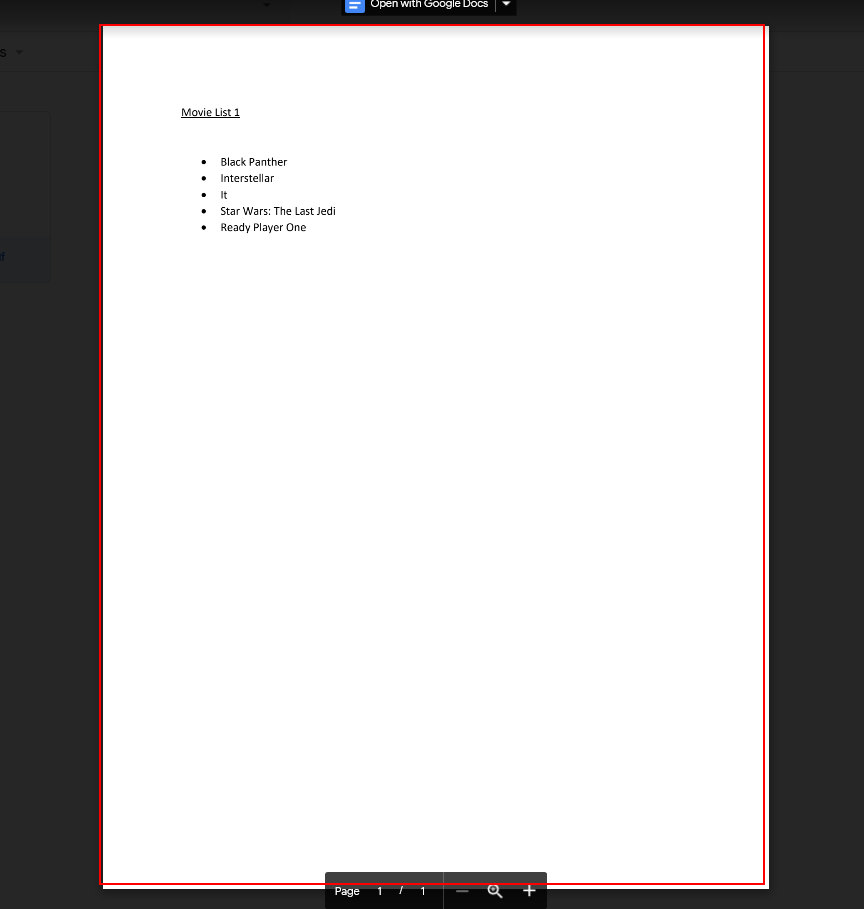 Open with Google Docs
s
Movie List 1
Black Panther
Interstellar
It
Star Wars: The Last Jedi
Ready Player One
f
Page 1 / 1